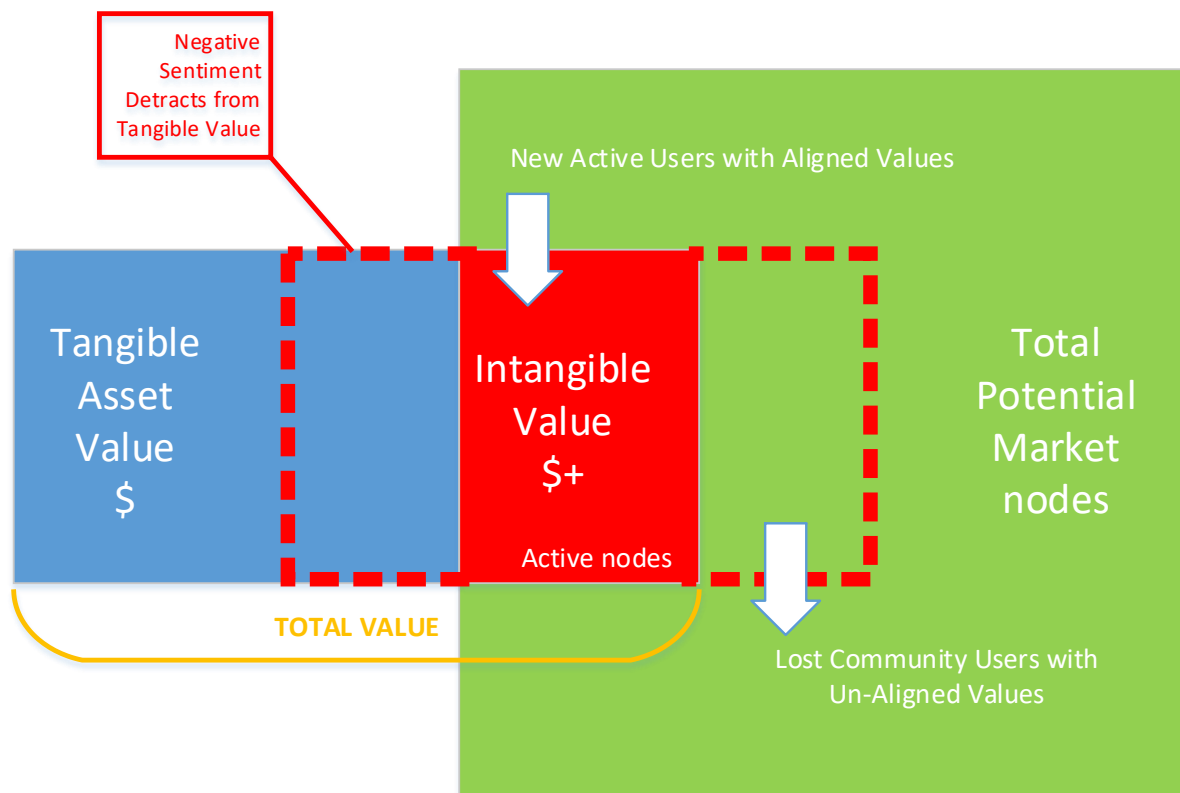 Negative
Sentiment
Detracts from
Tangible Value
New Active Users with Aligned Values
Tangible
Asset
Value
$
Intangible
Value
$+
Active nodes
Total
Potential
Market
nodes
TOTAL VALUE
Lost Community Users with
Un-Aligned Values